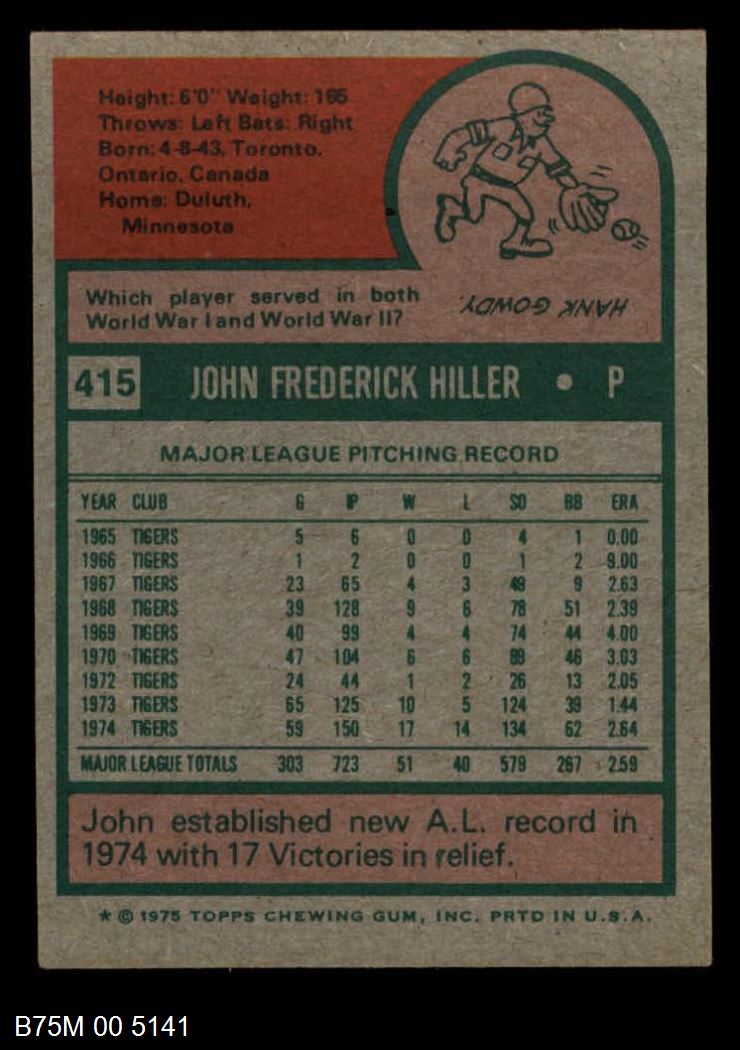 Height: 6'0" Weight: 165
Throws: Left Bats: Right
Born: 4-8-43, Toronto,
Ontario, Canada
Home: Duluth,
Minnesota
Which player served in both
World War I and World War II?
HANK GOWDY.
415 JOHN FREDERICK HILLER • P
MAJOR LEAGUE PITCHING RECORD
YEAR CLUB G IP W L SO BB ERA
1965 TIGERS 5 6 0 0 4 1 0.00
1966 TIGERS 1 2 0 0 1 2 9.00
1967 TIGERS 23 65 4 3 49 9 2.63
1968 TIGERS 39 128 9 6 78 51 2.39
1969 TIGERS 40 99 4 4 74 44 4.00
1970 TIGERS 47 104 6 6 89 46 3.03
1972 TIGERS 24 44 1 2 26 13 2.05
1973 TIGERS 65 125 10 5 124 39 1.44
1974 TIGERS 59 150 17 14 134 62 2.64
MAJOR LEAGUE TOTALS 303 723 51 40 579 267 2.59
John established new A.L. record in
1974 with 17 Victories in relief.
* © 1975 TOPPS CHEWING GUM, INC. PRTD IN U.S.A.
B75M 00 5141